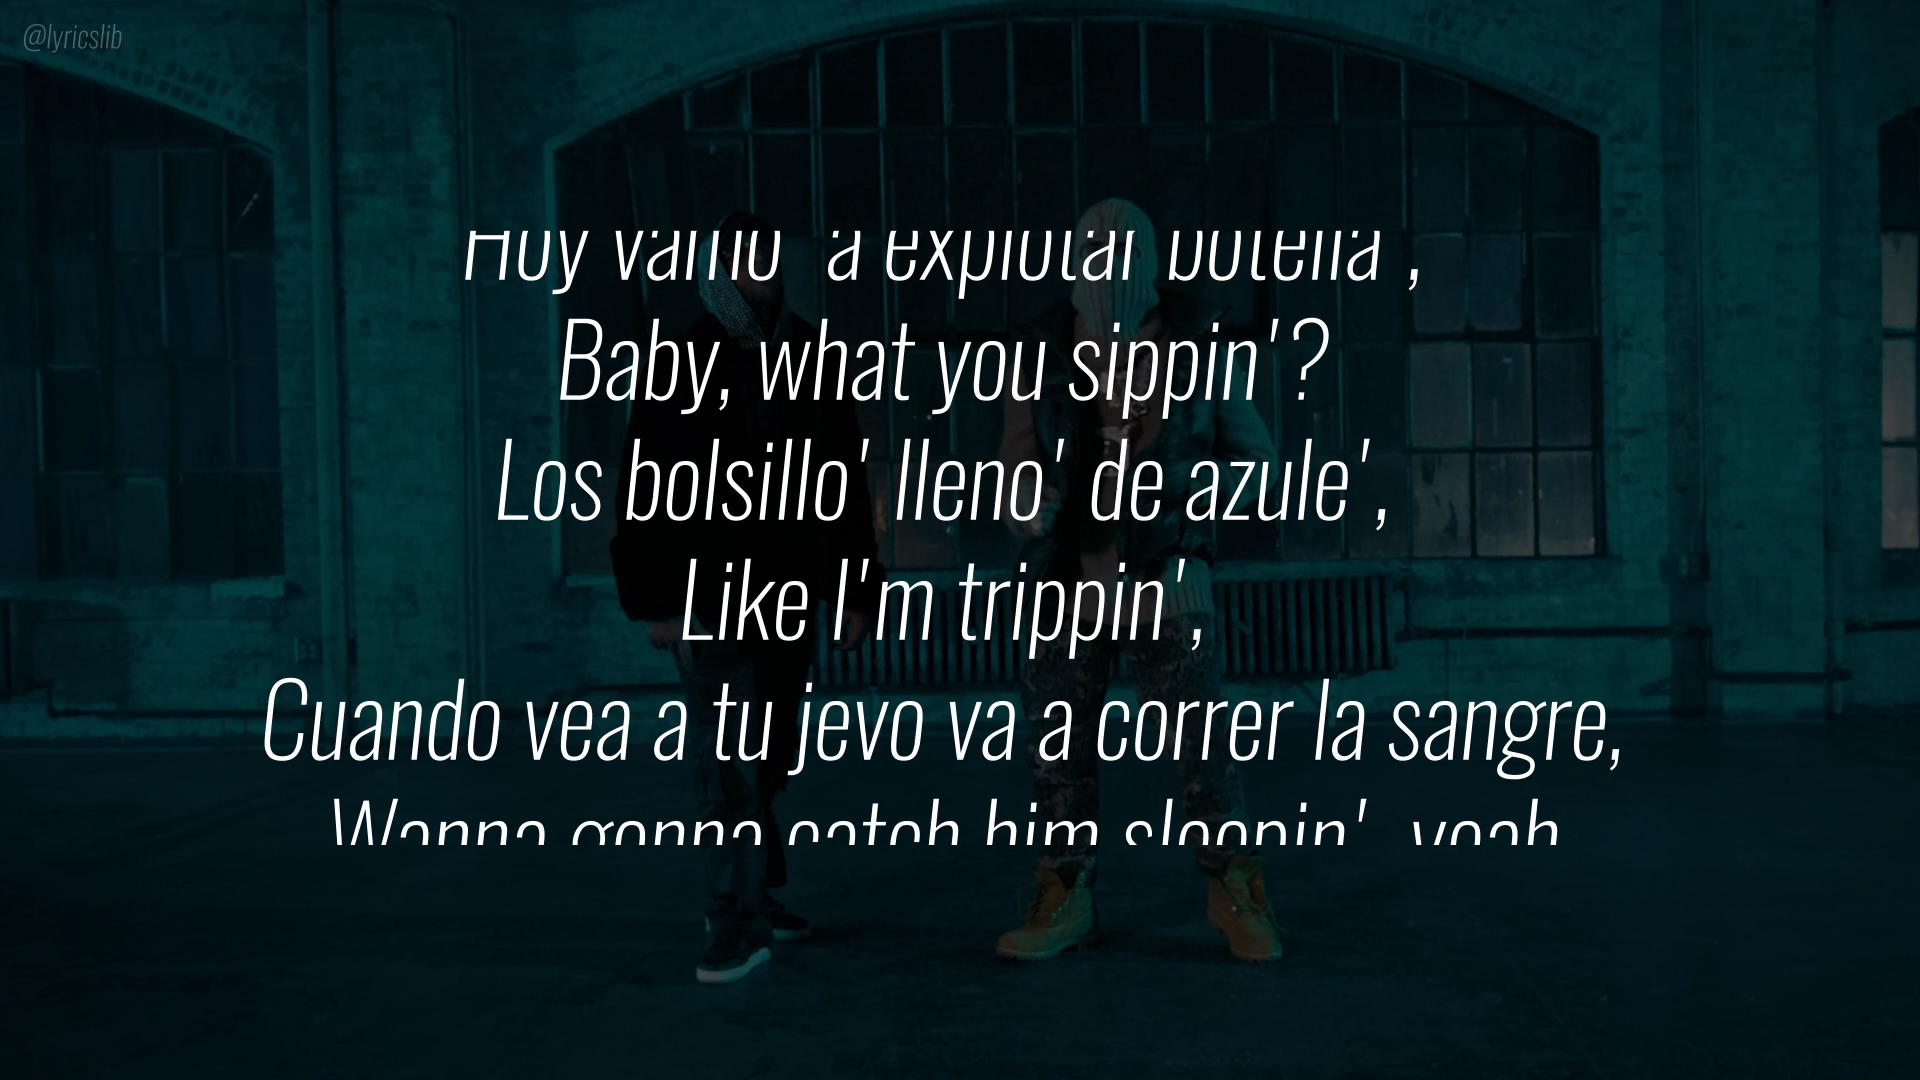 @lyricslib
Hoy vamo' a explotar botella',
Baby, what you sippin'?
Los bolsillo' lleno' de azule',
Like I'm trippin',
Cuando vea a tu jevo va a correr la sangre,
Wanna gonna catch him sleepin', yeah